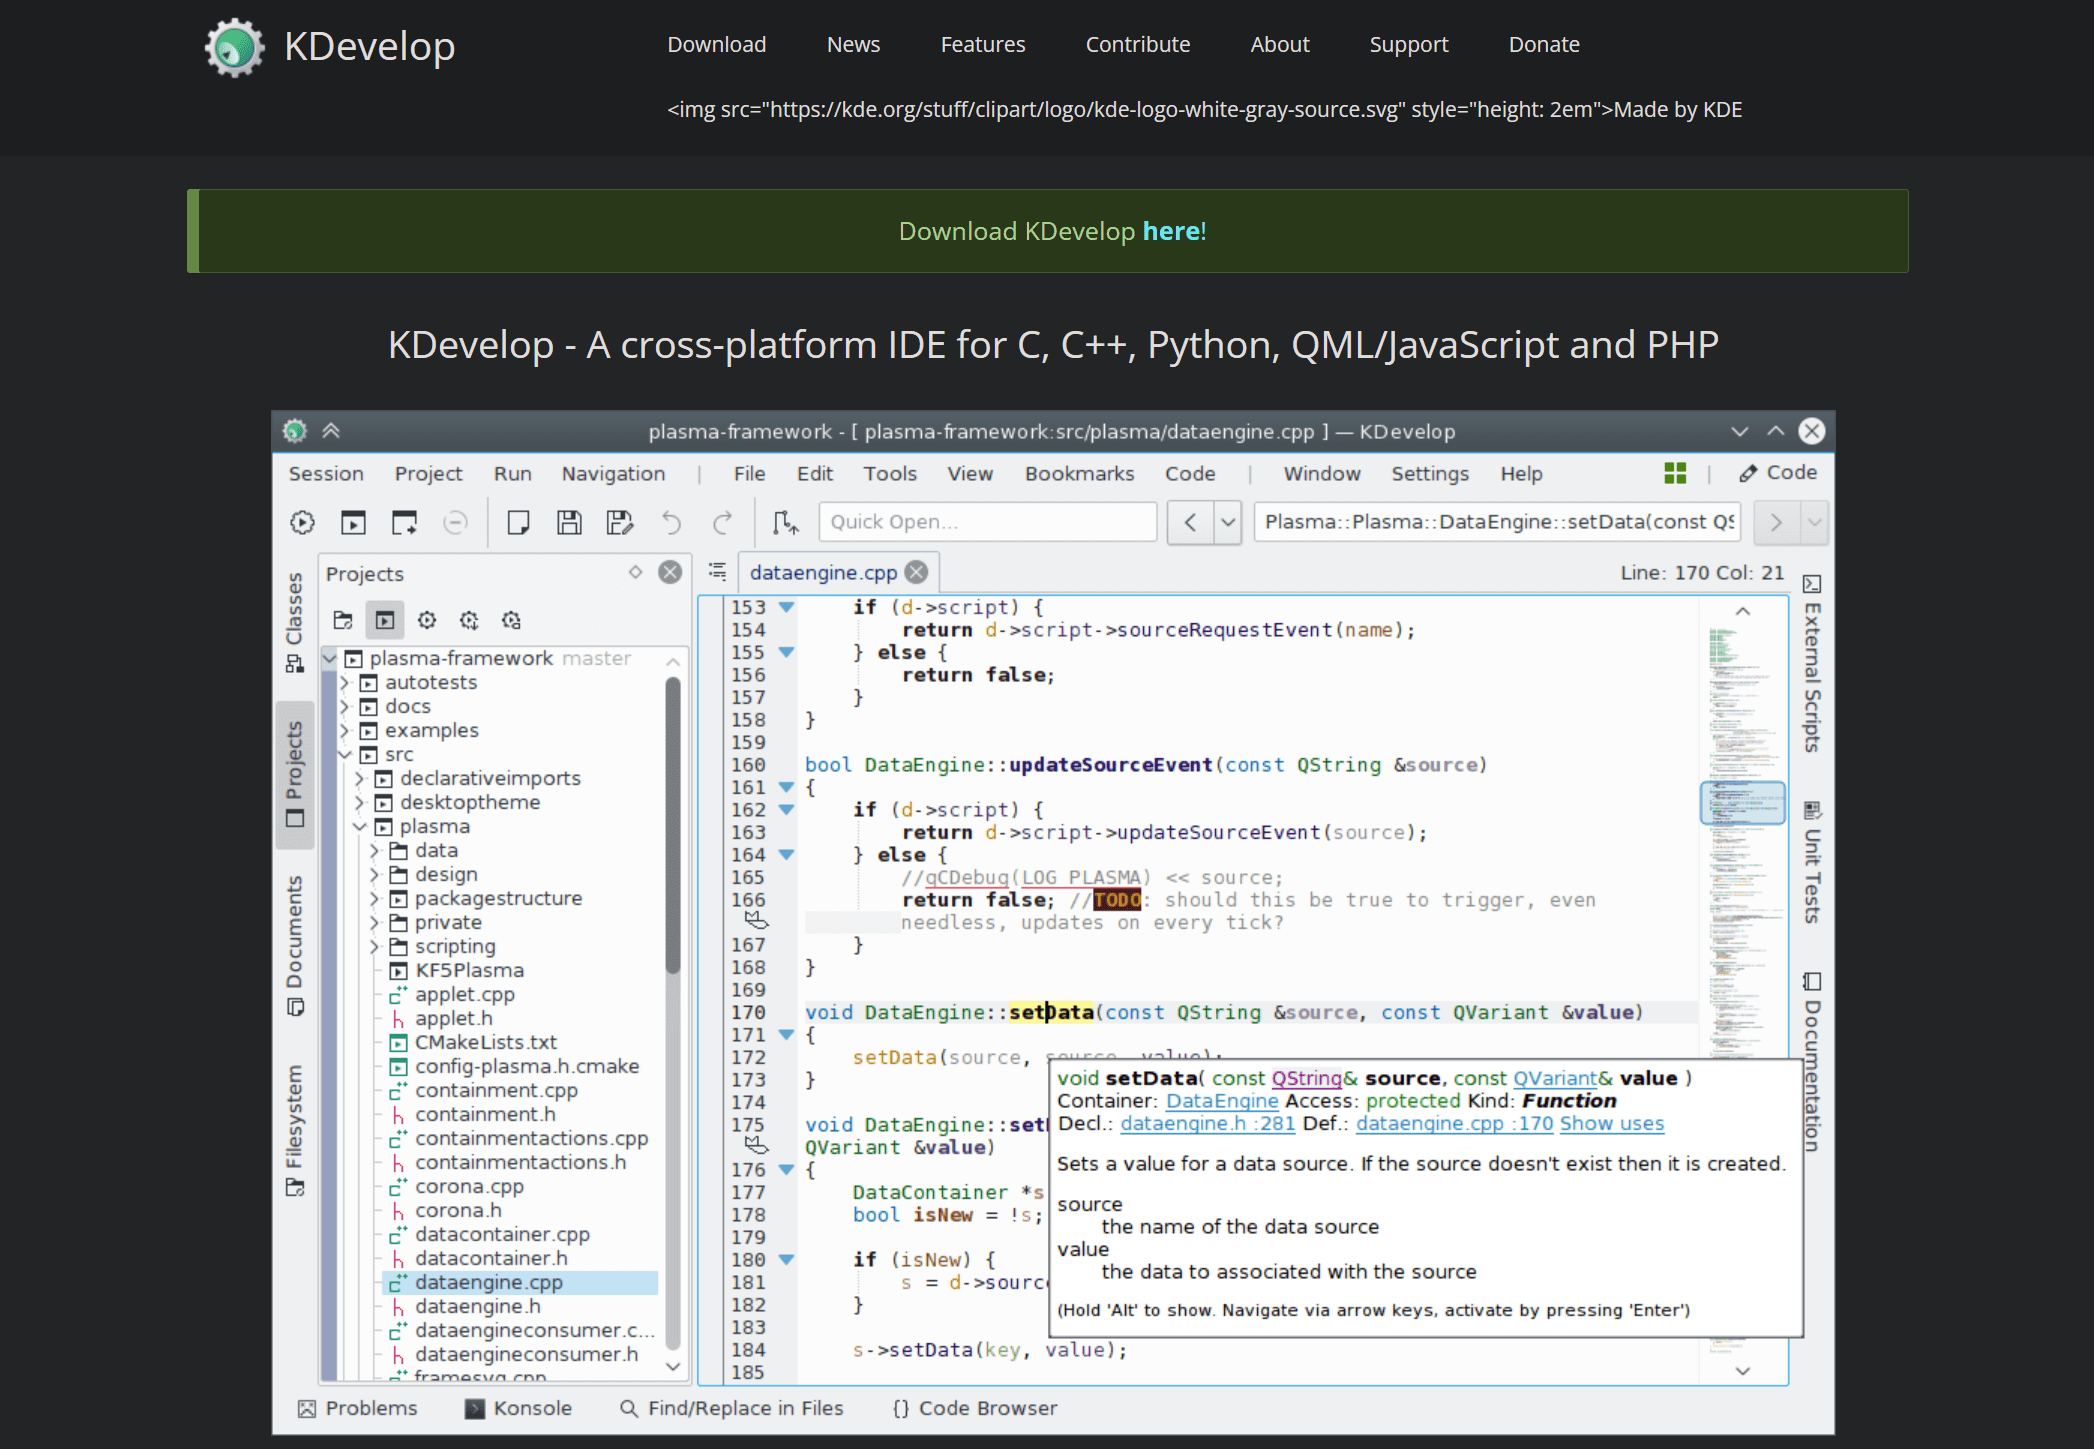 KDevelop
Download News Features Contribute About Support Donate
<img src="https://kde.org/stuff/clipart/logo/kde-logo-white-gray-source.svg" style="height: 2em">Made by KDE
Download KDevelop here!
KDevelop - A cross-platform IDE for C, C++, Python, QML/JavaScript and PHP
plasma-framework - [ plasma-framework:src/plasma/dataengine.cpp ] — KDevelop
Session Project Run Navigation | File Edit Tools View Bookmarks Code | Window Settings Help | Code
Quick Open... Plasma::Plasma::DataEngine::setData(const QS
Classes
Projects
Documents
Filesystem
Projects
plasma-framework master
autotests
docs
examples
src
declarativeimports
desktoptheme
plasma
data
design
packagestructure
private
scripting
KF5Plasma
applet.cpp
applet.h
CMakeLists.txt
config-plasma.h.cmake
containment.cpp
containment.h
containmentactions.cpp
containmentactions.h
corona.cpp
corona.h
datacontainer.cpp
datacontainer.h
dataengine.cpp
dataengine.h
dataengineconsumer.c...
dataengineconsumer.h
framesvg.cpp
dataengine.cpp Line: 170 Col: 21
153 if (d->script) {
154 return d->script->sourceRequestEvent(name);
155 } else {
156 return false;
157 }
158 }
159
160 bool DataEngine::updateSourceEvent(const QString &source)
161 {
162 if (d->script) {
163 return d->script->updateSourceEvent(source);
164 } else {
165 //qCDebug(LOG_PLASMA) << source;
166 return false; //TODO: should this be true to trigger, even
needless, updates on every tick?
167 }
168 }
169
170 void DataEngine::setData(const QString &source, const QVariant &value)
171 {
172 setData(source, source, value);
173 }
174
175 void DataEngine::set
QVariant &value)
176 {
177 DataContainer *s
178 bool isNew = !s;
179
180 if (isNew) {
181 s = d->sourc
182 }
183
184 s->setData(key, value);
185
void setData( const QString& source, const QVariant& value )
Container: DataEngine Access: protected Kind: Function
Decl.: dataengine.h :281 Def.: dataengine.cpp :170 Show uses
Sets a value for a data source. If the source doesn't exist then it is created.
source
the name of the data source
value
the data to associated with the source
(Hold 'Alt' to show. Navigate via arrow keys, activate by pressing 'Enter')
External Scripts
Unit Tests
Documentation
Problems Konsole Find/Replace in Files {} Code Browser